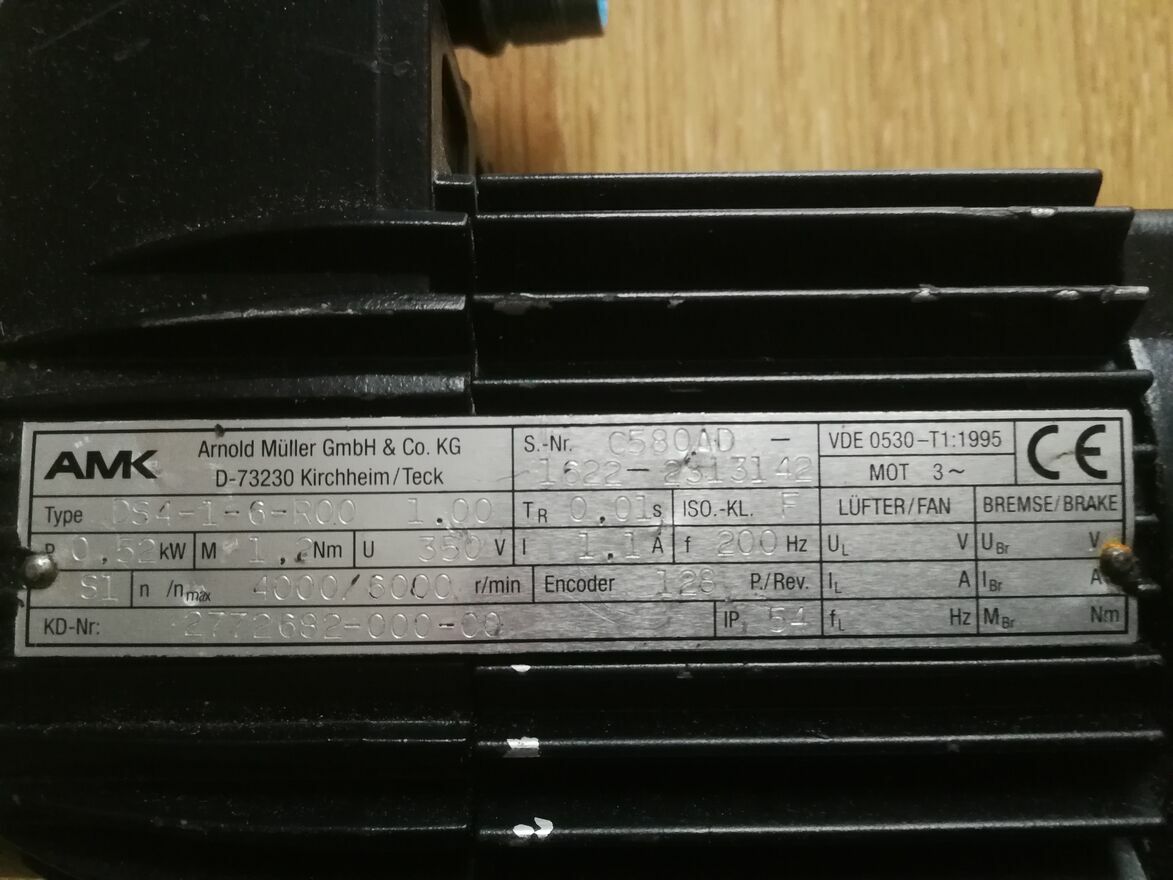 AMK Arnold Müller GmbH & Co. KG
D-73230 Kirchheim/Teck
S.-Nr. C580AD -
1622-2313142
VDE 0530-T1:1995
MOT 3~
CE
Type DS4-1-6-R00 1.00
TR 0,01 s
ISO.-KL. F
LÜFTER/FAN
BREMSE/BRAKE
P 0,52 kW M 1,2 Nm U 350 V I 1,1 A f 200 Hz UL V UBr V
S1 n /nmax 4000/6000 r/min Encoder 128 P./Rev. IL A IBr A
KD-Nr: 2772682-000-00 IP 54 fL Hz MBr Nm